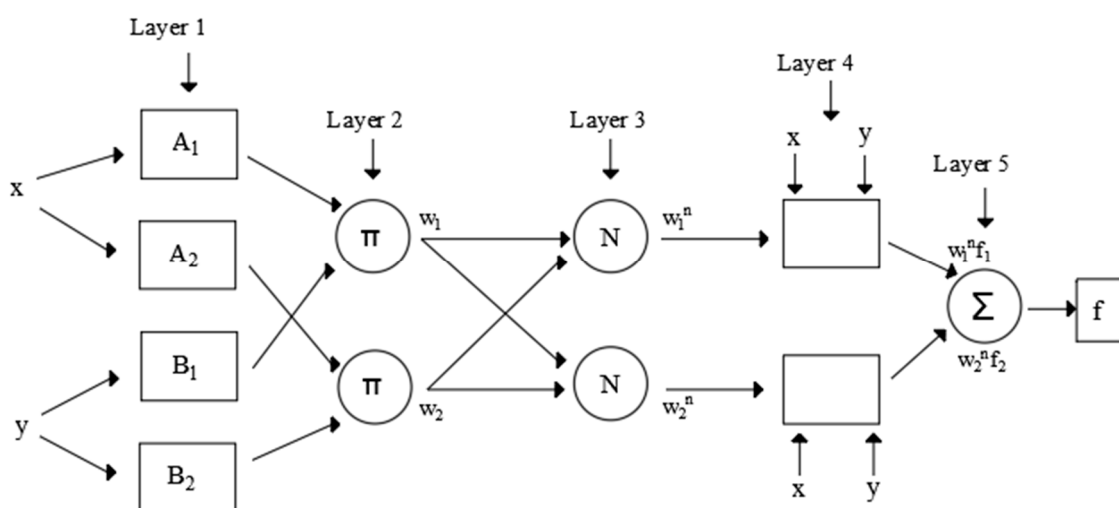 Layer 1
Layer 2
Layer 3
Layer 4
Layer 5
x
y
A₁
A₂
B₁
B₂
π
π
w₁
w₂
N
N
w₁ⁿ
w₂ⁿ
x y
x y
w₁ⁿf₁
Σ
w₂ⁿf₂
f